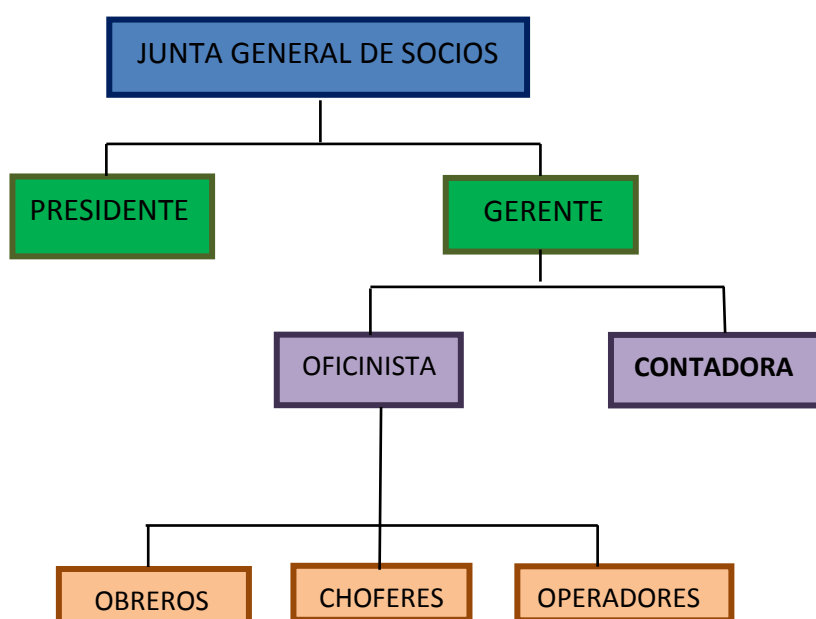 JUNTA GENERAL DE SOCIOS
PRESIDENTE
GERENTE
OFICINISTA
CONTADORA
OBREROS
CHOFERES
OPERADORES